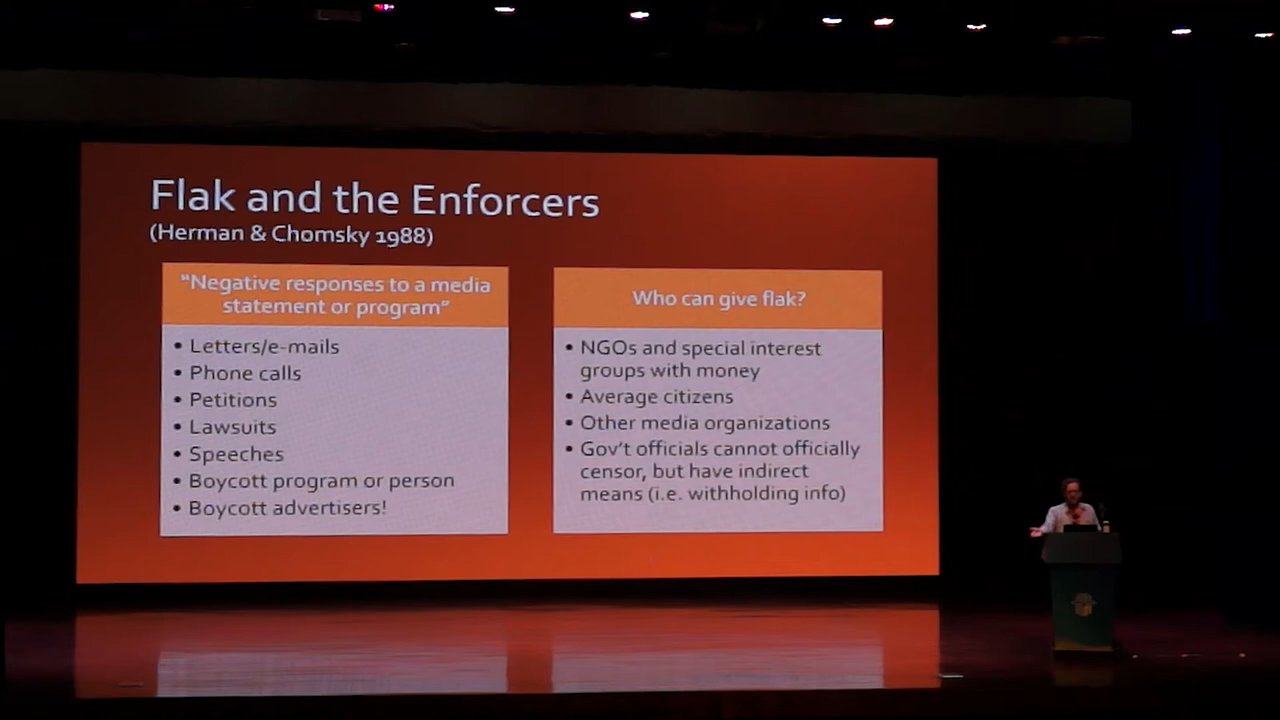 Flak and the Enforcers
(Herman & Chomsky 1988)
"Negative responses to a media
statement or program"
• Letters/e-mails
• Phone calls
• Petitions
• Lawsuits
• Speeches
• Boycott program or person
• Boycott advertisers!
Who can give flak?
• NGOs and special interest
groups with money
• Average citizens
• Other media organizations
• Gov't officials cannot officially
censor, but have indirect
means (i.e. withholding info)